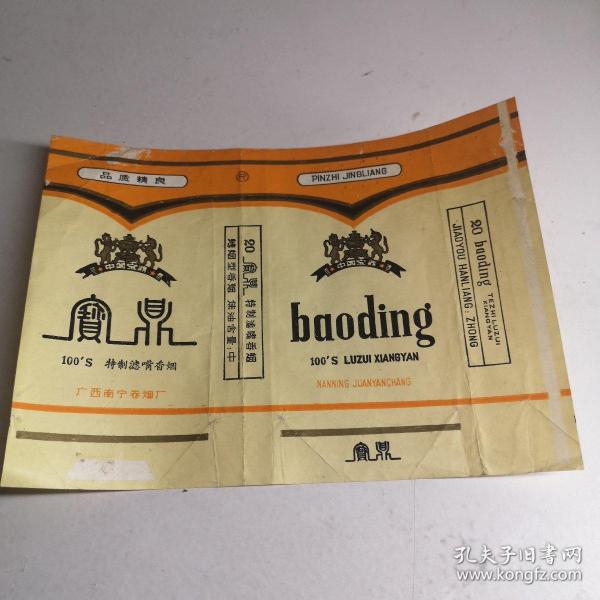 品质精良
寶鼎
100'S 特制滤嘴香烟
广西南宁卷烟厂
R
20 寶鼎 特制滤嘴香烟
烤烟型香烟 焦油含量:中
PINZHI JINGLIANG
baoding
100'S LUZUI XIANGYAN
NANNING JUANYANCHANG
寶鼎
20 baoding TEZHI LUZUI XIANGYAN
JIAOYOU HANLIANG: ZHONG
孔夫子旧书网
www.kongfz.com